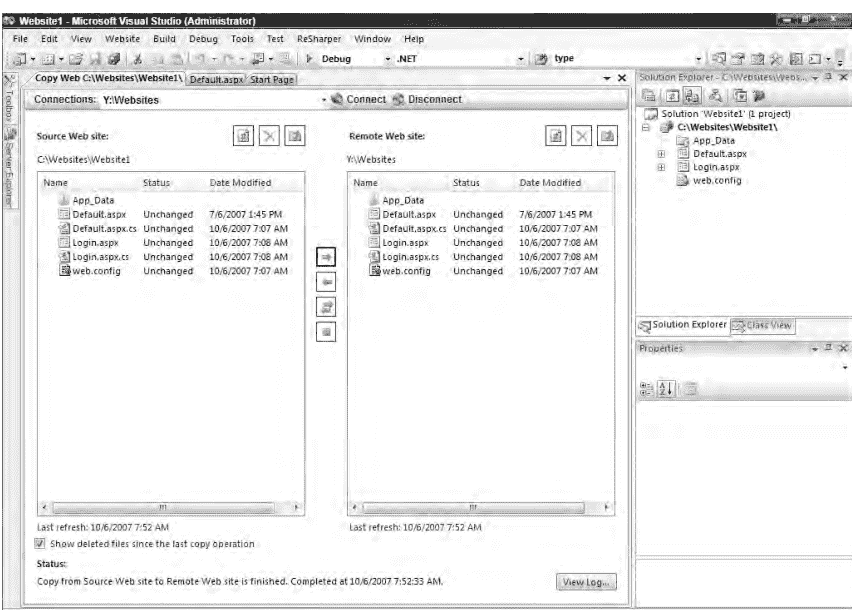 Website1 - Microsoft Visual Studio (Administrator)
File Edit View Website Build Debug Tools Test ReSharper Window Help
Debug .NET type
Copy Web C:\Websites\Website1\ Default.aspx Start Page
Connections: Y:\Websites Connect Disconnect
Source Web site:
C:\Websites\Website1
Name Status Date Modified
App_Data
Default.aspx Unchanged 7/6/2007 1:45 PM
Default.aspx.cs Unchanged 10/6/2007 7:07 AM
Login.aspx Unchanged 10/6/2007 7:08 AM
Login.aspx.cs Unchanged 10/6/2007 7:08 AM
web.config Unchanged 10/6/2007 7:07 AM
Last refresh: 10/6/2007 7:52 AM
Remote Web site:
Y:\Websites
Name Status Date Modified
App_Data
Default.aspx Unchanged 7/6/2007 1:45 PM
Default.aspx.cs Unchanged 10/6/2007 7:07 AM
Login.aspx Unchanged 10/6/2007 7:08 AM
Login.aspx.cs Unchanged 10/6/2007 7:08 AM
web.config Unchanged 10/6/2007 7:07 AM
Last refresh: 10/6/2007 7:52 AM
Show deleted files since the last copy operation
Status:
Copy from Source Web site to Remote Web site is finished. Completed at 10/6/2007 7:52:33 AM.
View Log...
Toolbox
Server Explorer
Solution Explorer - C:\Websites\Webs...
Solution 'Website1' (1 project)
C:\Websites\Website1\
App_Data
Default.aspx
Login.aspx
web.config
Solution Explorer Class View
Properties